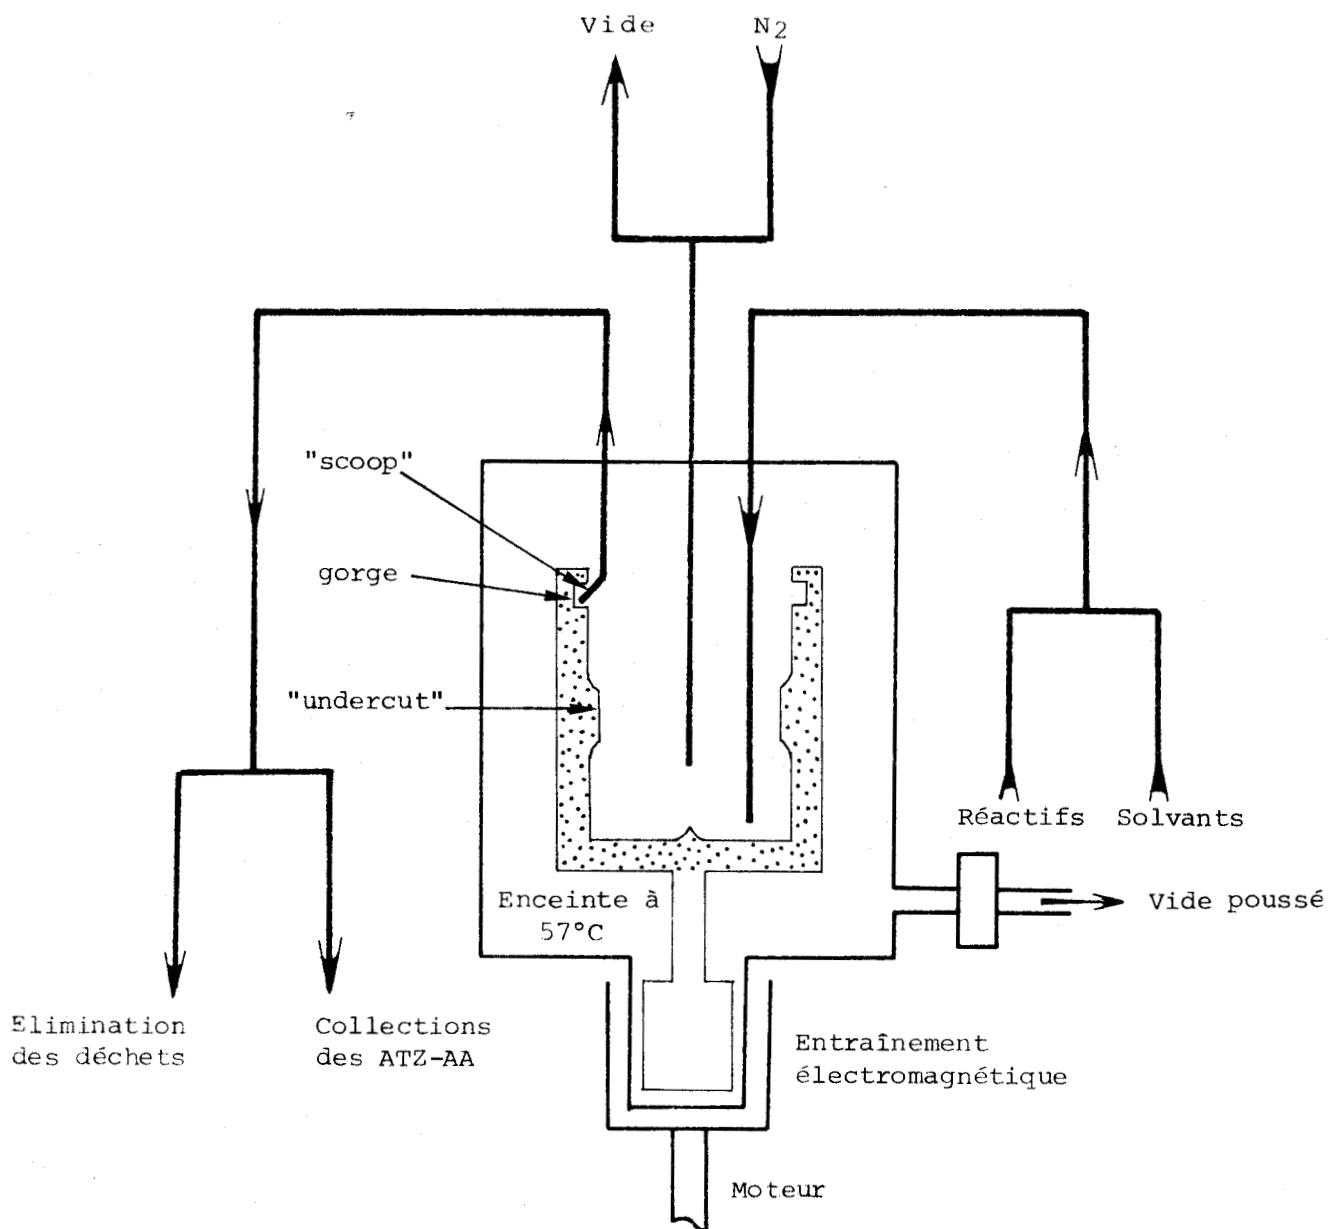 Vide
N2
"scoop"
gorge
"undercut"
Réactifs Solvants
Enceinte à
57°C
Vide poussé
Elimination
des déchets
Collections
des ATZ-AA
Entraînement
électromagnétique
Moteur